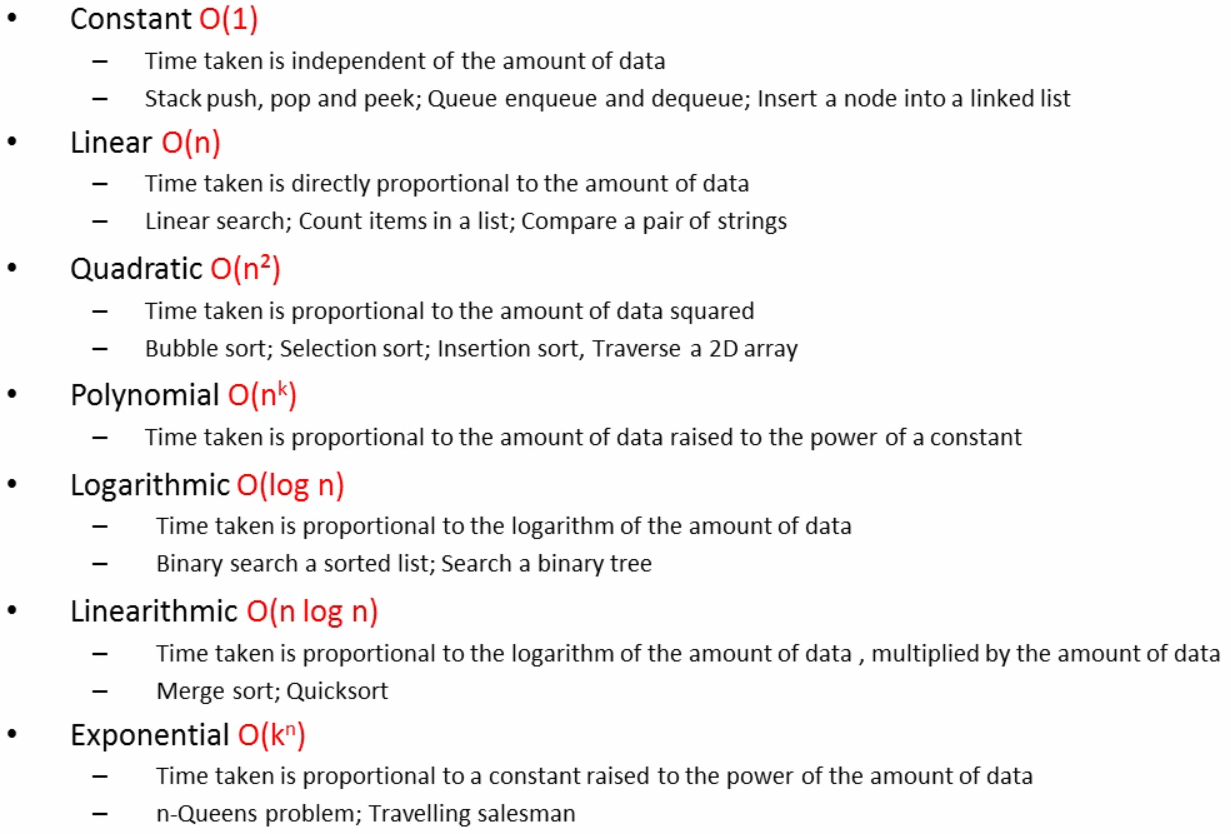 • Constant O(1)
– Time taken is independent of the amount of data
– Stack push, pop and peek; Queue enqueue and dequeue; Insert a node into a linked list
• Linear O(n)
– Time taken is directly proportional to the amount of data
– Linear search; Count items in a list; Compare a pair of strings
• Quadratic O(n²)
– Time taken is proportional to the amount of data squared
– Bubble sort; Selection sort; Insertion sort, Traverse a 2D array
• Polynomial O(nᵏ)
– Time taken is proportional to the amount of data raised to the power of a constant
• Logarithmic O(log n)
– Time taken is proportional to the logarithm of the amount of data
– Binary search a sorted list; Search a binary tree
• Linearithmic O(n log n)
– Time taken is proportional to the logarithm of the amount of data , multiplied by the amount of data
– Merge sort; Quicksort
• Exponential O(kⁿ)
– Time taken is proportional to a constant raised to the power of the amount of data
– n-Queens problem; Travelling salesman